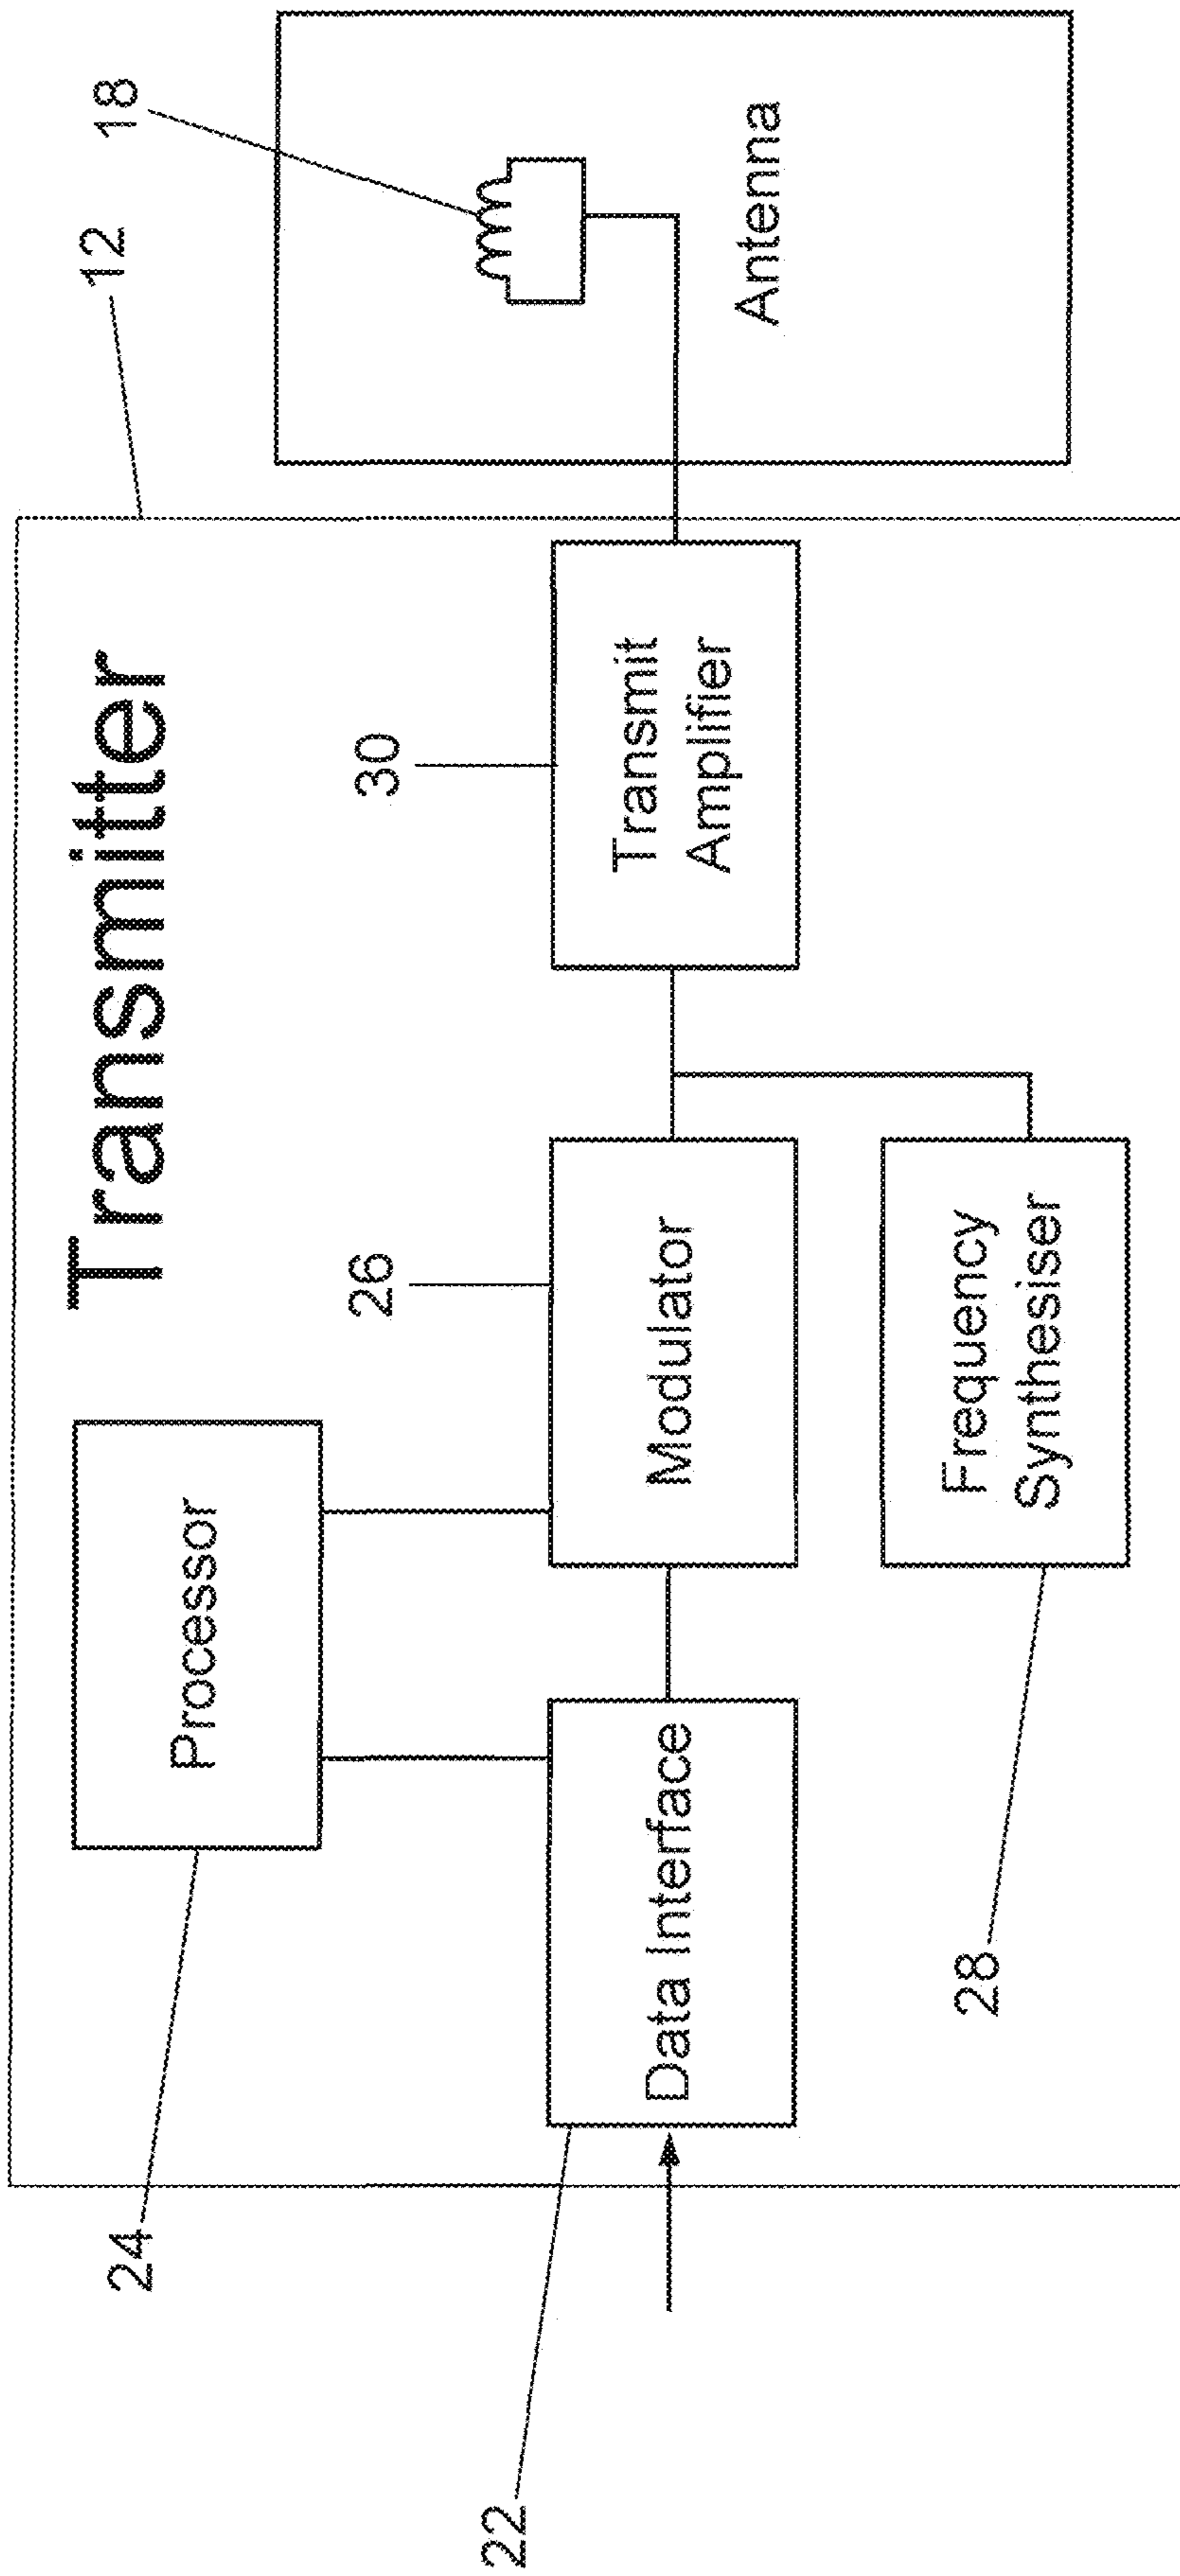 Transmitter
12
18
24
Processor
26
30
22
Data Interface
Modulator
Transmit
Amplifier
Antenna
28
Frequency
Synthesiser